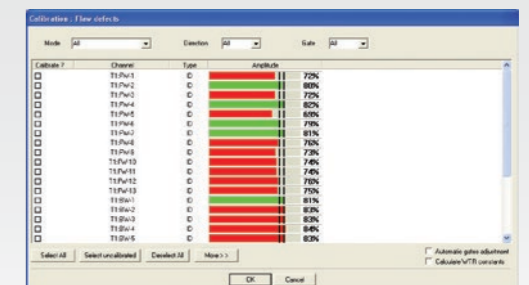 Calibration : Flaw defects
Mode All Direction All Gate All
Calibrate ? Channel Type Amplitude
T1:FW-1 ID 72%
T1:FW-2 ID 80%
T1:FW-3 ID 72%
T1:FW-4 ID 82%
T1:FW-5 ID 69%
T1:FW-6 ID 79%
T1:FW-7 ID 81%
T1:FW-8 ID 76%
T1:FW-9 ID 73%
T1:FW-10 ID 74%
T1:FW-11 ID 74%
T1:FW-12 ID 76%
T1:FW-13 ID 75%
T1:BW-1 ID 81%
T1:BW-2 ID 83%
T1:BW-3 ID 83%
T1:BW-4 ID 84%
T1:BW-5 ID 83%
Select All Select uncalibrated Deselect All More >> Automatic gates adjustment
Calculate WT/R constants
OK Cancel